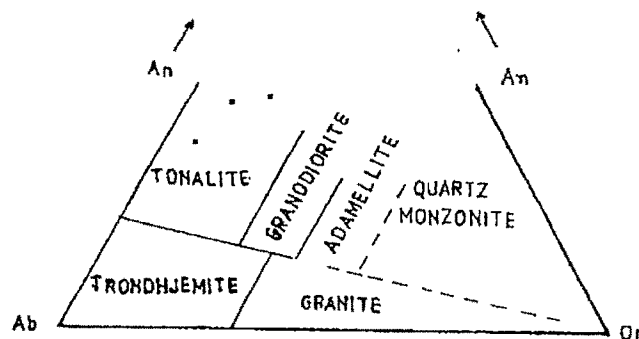 An
An
TONALITE
GRANODIORITE
ADAMELLITE
QUARTZ
MONZONITE
TRONDHJEMITE
GRANITE
Ab
Or